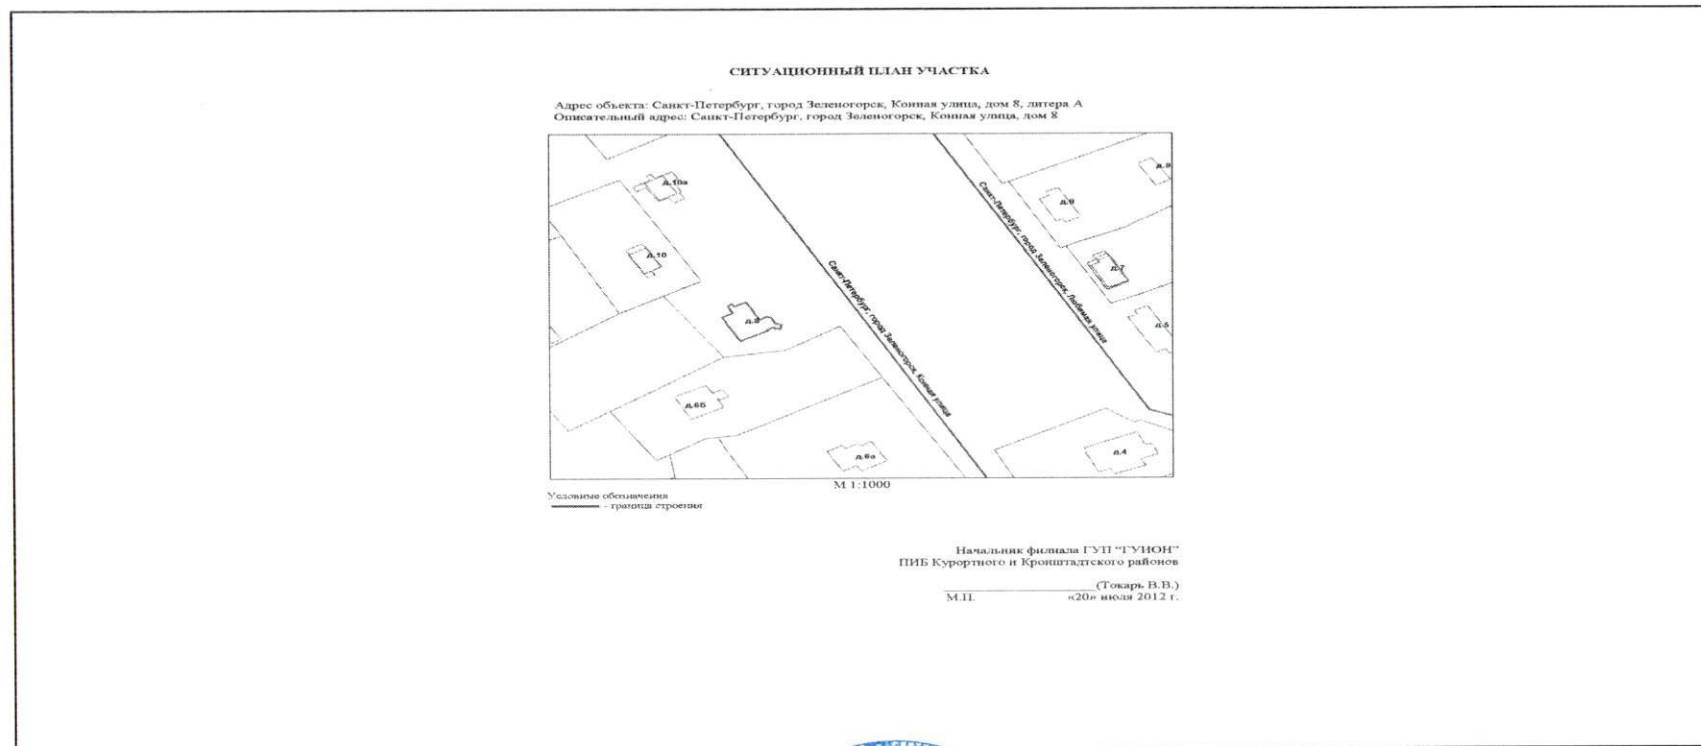 СИТУАЦИОННЫЙ ПЛАН УЧАСТКА
Адрес объекта: Санкт-Петербург, город Зеленогорск, Конная улица, дом 8, литера А
Описательный адрес: Санкт-Петербург, город Зеленогорск, Конная улица, дом 8
д.10а
д.9
д.10
д.7
д.8
д.5
д.6б
д.6а
д.4
Санкт-Петербург, город Зеленогорск, Конная улица
Санкт-Петербург, город Зеленогорск, Любимая улица
М 1:1000
Условные обозначения
- граница строения
Начальник филиала ГУП "ГУИОН"
ПИБ Курортного и Кронштадтского районов
(Токарь В.В.)
М.П. «20» июля 2012 г.